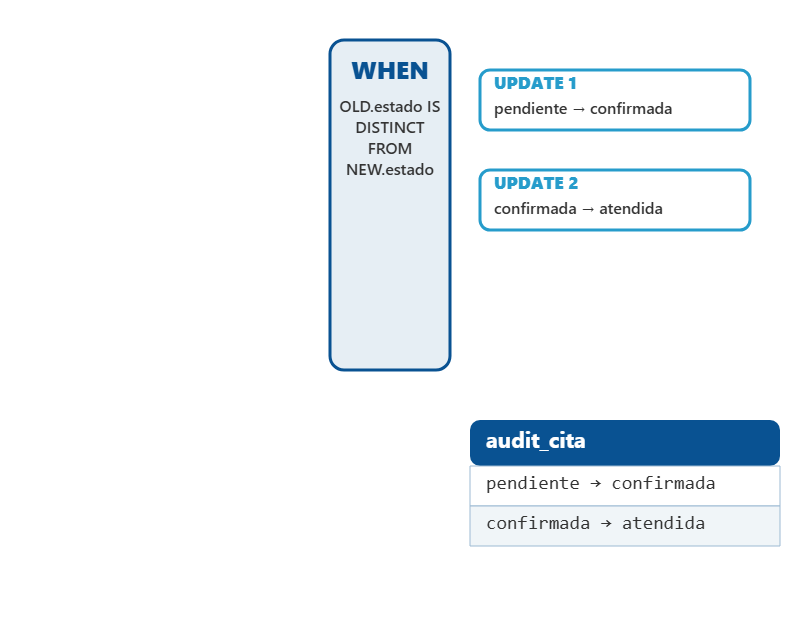 WHEN
OLD.estado IS
DISTINCT
FROM
NEW.estado
UPDATE 1
pendiente → confirmada
UPDATE 2
confirmada → atendida
audit_cita
pendiente → confirmada
confirmada → atendida